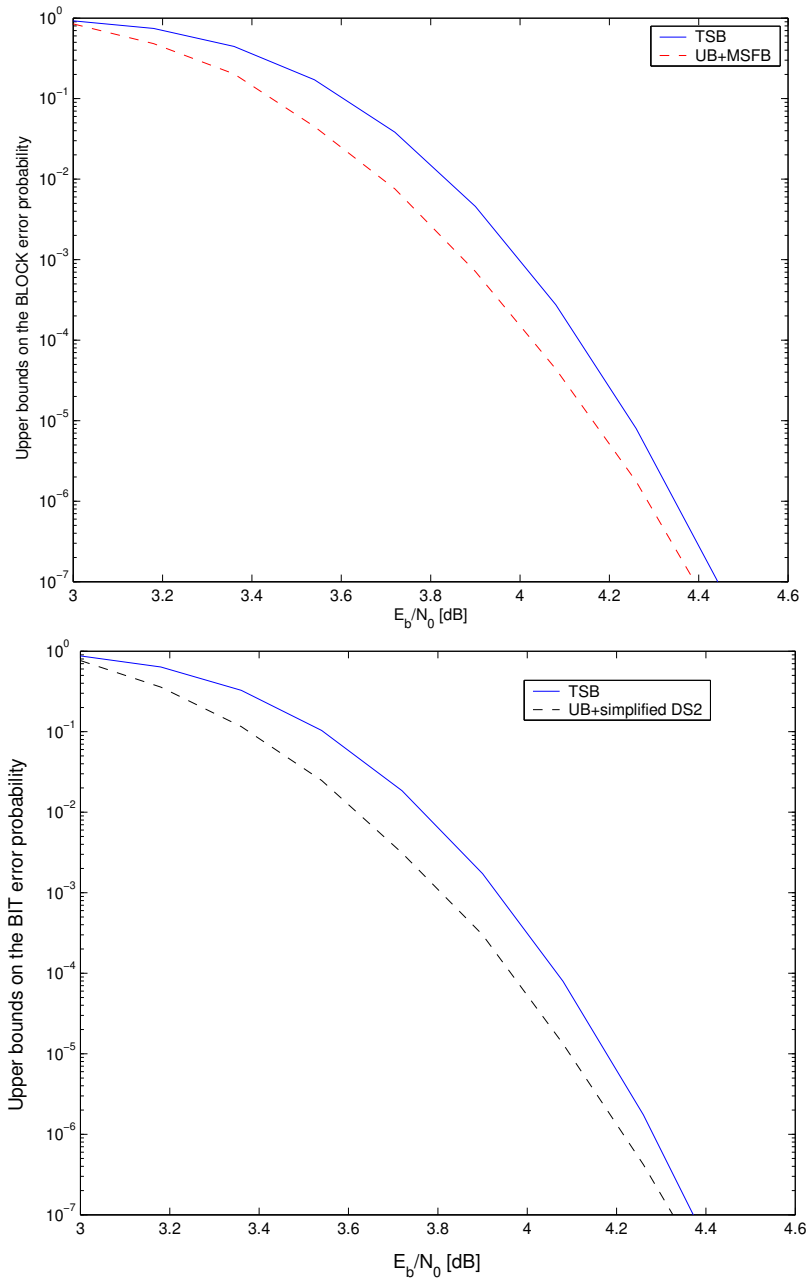 10^0
10^-1
10^-2
10^-3
10^-4
10^-5
10^-6
10^-7
Upper bounds on the BLOCK error probability
TSB
UB+MSFB
3 3.2 3.4 3.6 3.8 4 4.2 4.4 4.6
E_b/N_0 [dB]
10^0
10^-1
10^-2
10^-3
10^-4
10^-5
10^-6
10^-7
Upper bounds on the BIT error probability
TSB
UB+simplified DS2
3 3.2 3.4 3.6 3.8 4 4.2 4.4 4.6
E_b/N_0 [dB]